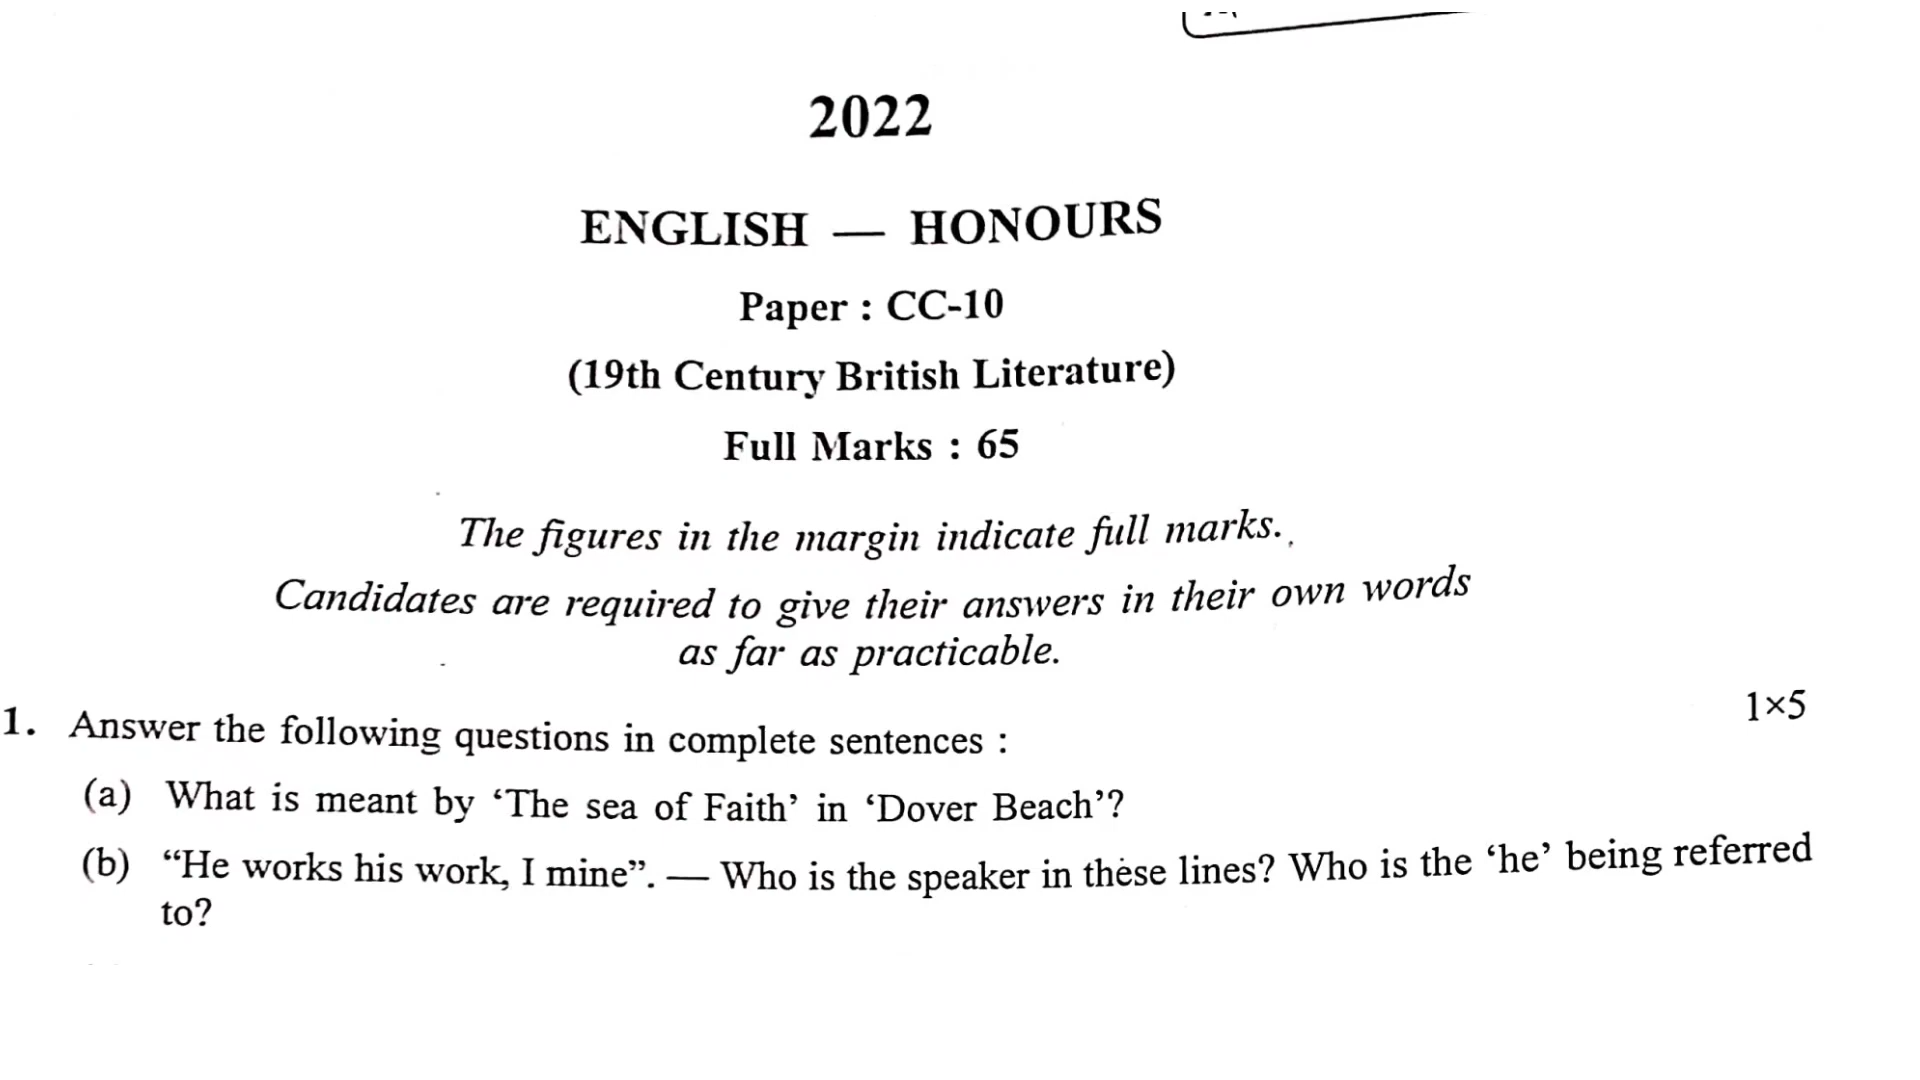 2022
ENGLISH — HONOURS
Paper : CC-10
(19th Century British Literature)
Full Marks : 65
The figures in the margin indicate full marks.
Candidates are required to give their answers in their own words
as far as practicable.
1. Answer the following questions in complete sentences : 1×5
(a) What is meant by ‘The sea of Faith’ in ‘Dover Beach’?
(b) “He works his work, I mine”. — Who is the speaker in these lines? Who is the ‘he’ being referred
to?